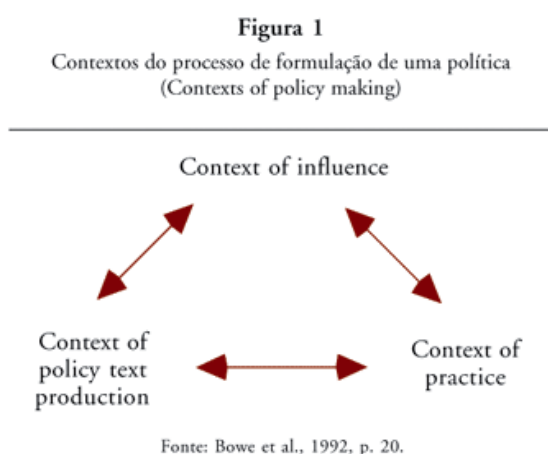 Figura 1
Contextos do processo de formulação de uma política
(Contexts of policy making)
Context of influence
Context of
policy text
production
Context of
practice
Fonte: Bowe et al., 1992, p. 20.